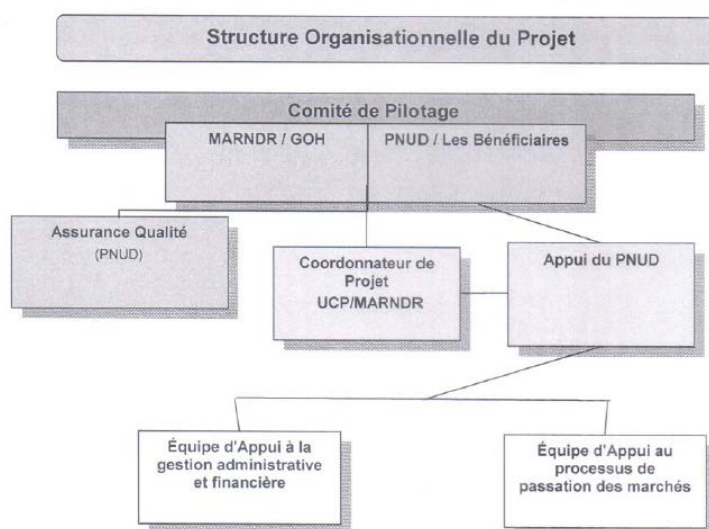 Structure Organisationnelle du Projet
Comité de Pilotage
MARNDR / GOH
PNUD / Les Bénéficiaires
Assurance Qualité
(PNUD)
Coordonnateur de
Projet
UCP/MARNDR
Appui du PNUD
Équipe d'Appui à la
gestion administrative
et financière
Équipe d'Appui au
processus de
passation des marchés